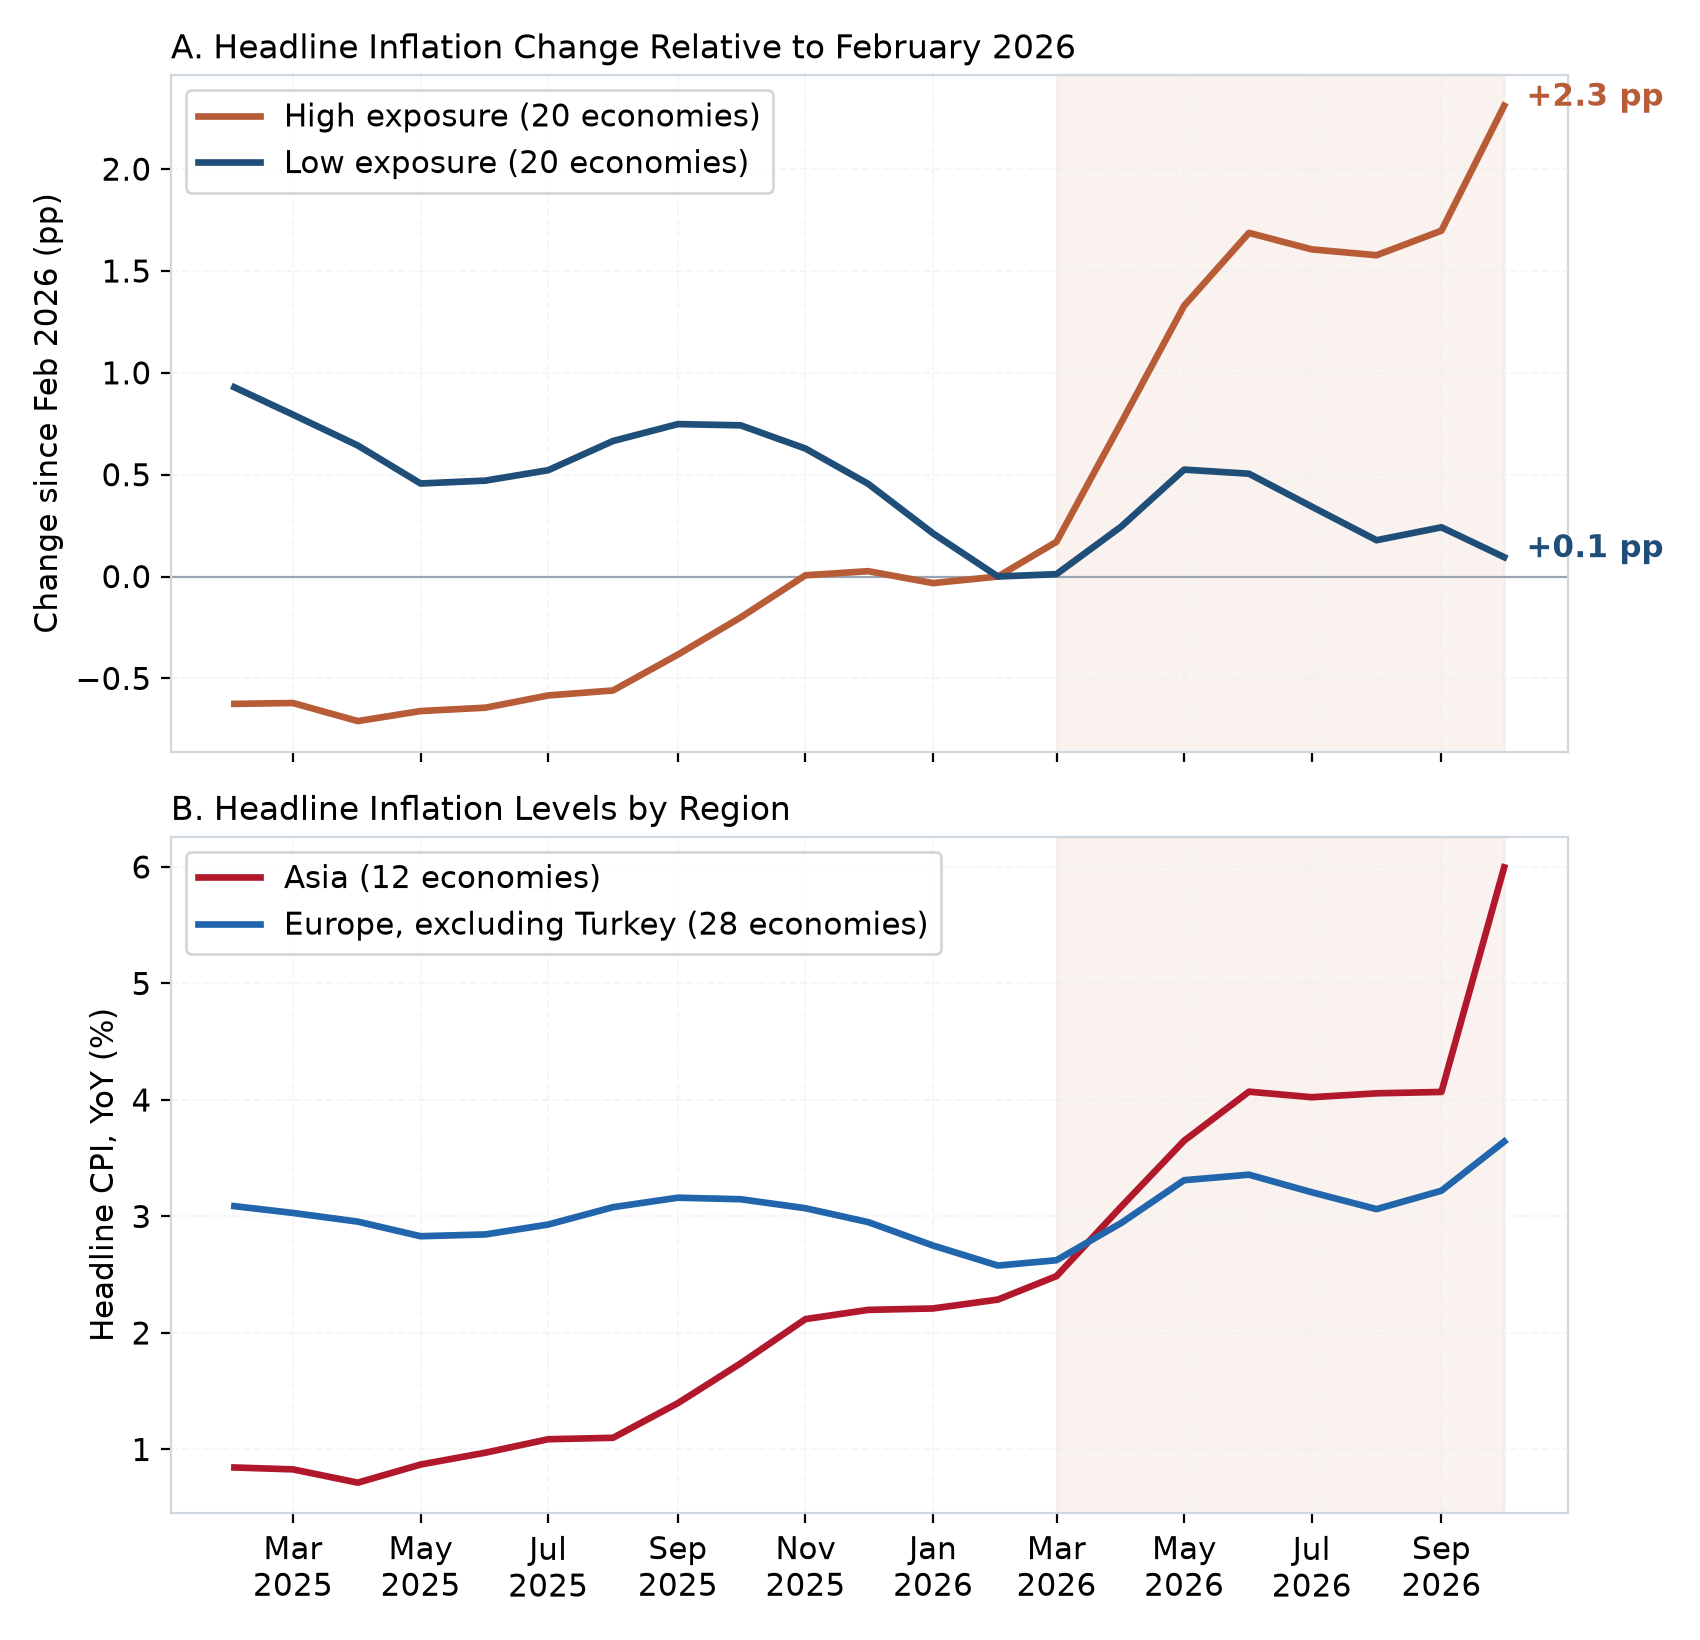 A. Headline Inflation Change Relative to February 2026
High exposure (20 economies)
Low exposure (20 economies)
+2.3 pp
+0.1 pp
Change since Feb 2026 (pp)
2.0
1.5
1.0
0.5
0.0
−0.5
B. Headline Inflation Levels by Region
Asia (12 economies)
Europe, excluding Turkey (28 economies)
Headline CPI, YoY (%)
6
5
4
3
2
1
Mar May Jul Sep Nov Jan Mar May Jul Sep
2025 2025 2025 2025 2025 2026 2026 2026 2026 2026